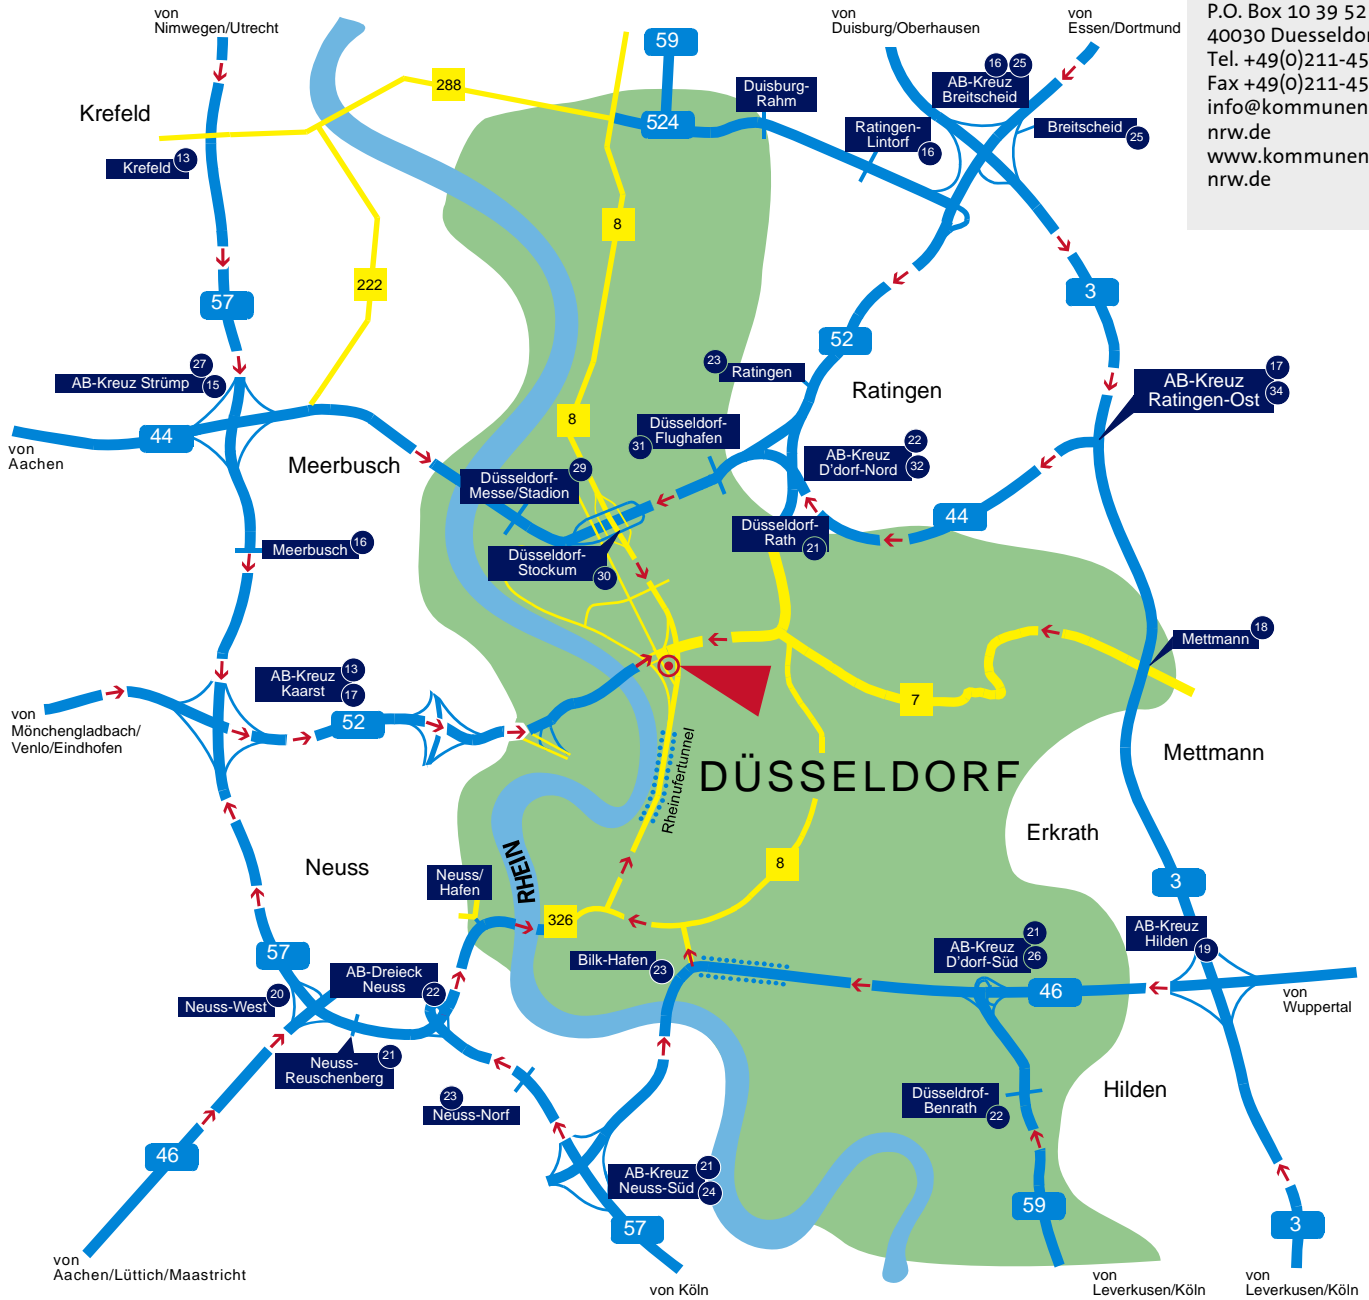 von
Nimwegen/Utrecht
von
Duisburg/Oberhausen
von
Essen/Dortmund
P.O. Box 10 39 52
40030 Duesseldor
Tel. +49(0)211-45
Fax +49(0)211-45
info@kommunen
nrw.de
www.kommunen
nrw.de
59
288
524
Duisburg-
Rahm
16 25
AB-Kreuz
Breitscheid
Ratingen-
Lintorf
16
Breitscheid
25
Krefeld
Krefeld
13
8
222
57
3
52
27
AB-Kreuz Strümp
15
23
Ratingen
Ratingen
17
AB-Kreuz
Ratingen-Ost
34
44
von
Aachen
8
Düsseldorf-
Flughafen
31
22
AB-Kreuz
D'dorf-Nord
32
Meerbusch
29
Düsseldorf-
Messe/Stadion
44
Düsseldorf-
Rath
21
Meerbusch
16
Düsseldorf-
Stockum
30
18
Mettmann
13
AB-Kreuz
Kaarst
17
7
52
von
Mönchengladbach/
Venlo/Eindhofen
Mettmann
Rheinufertunnel
DÜSSELDORF
Erkrath
Neuss
RHEIN
Neuss/
Hafen
8
3
326
57
Bilk-Hafen
23
21
AB-Kreuz
D'dorf-Süd
26
AB-Kreuz
Hilden
19
46
von
Wuppertal
AB-Dreieck
Neuss
22
20
Neuss-West
21
Neuss-
Reuschenberg
23
Neuss-Norf
Düsseldrof-
Benrath
22
Hilden
46
21
AB-Kreuz
Neuss-Süd
24
59
57
3
von
Aachen/Lüttich/Maastricht
von Köln
von
Leverkusen/Köln
von
Leverkusen/Köln